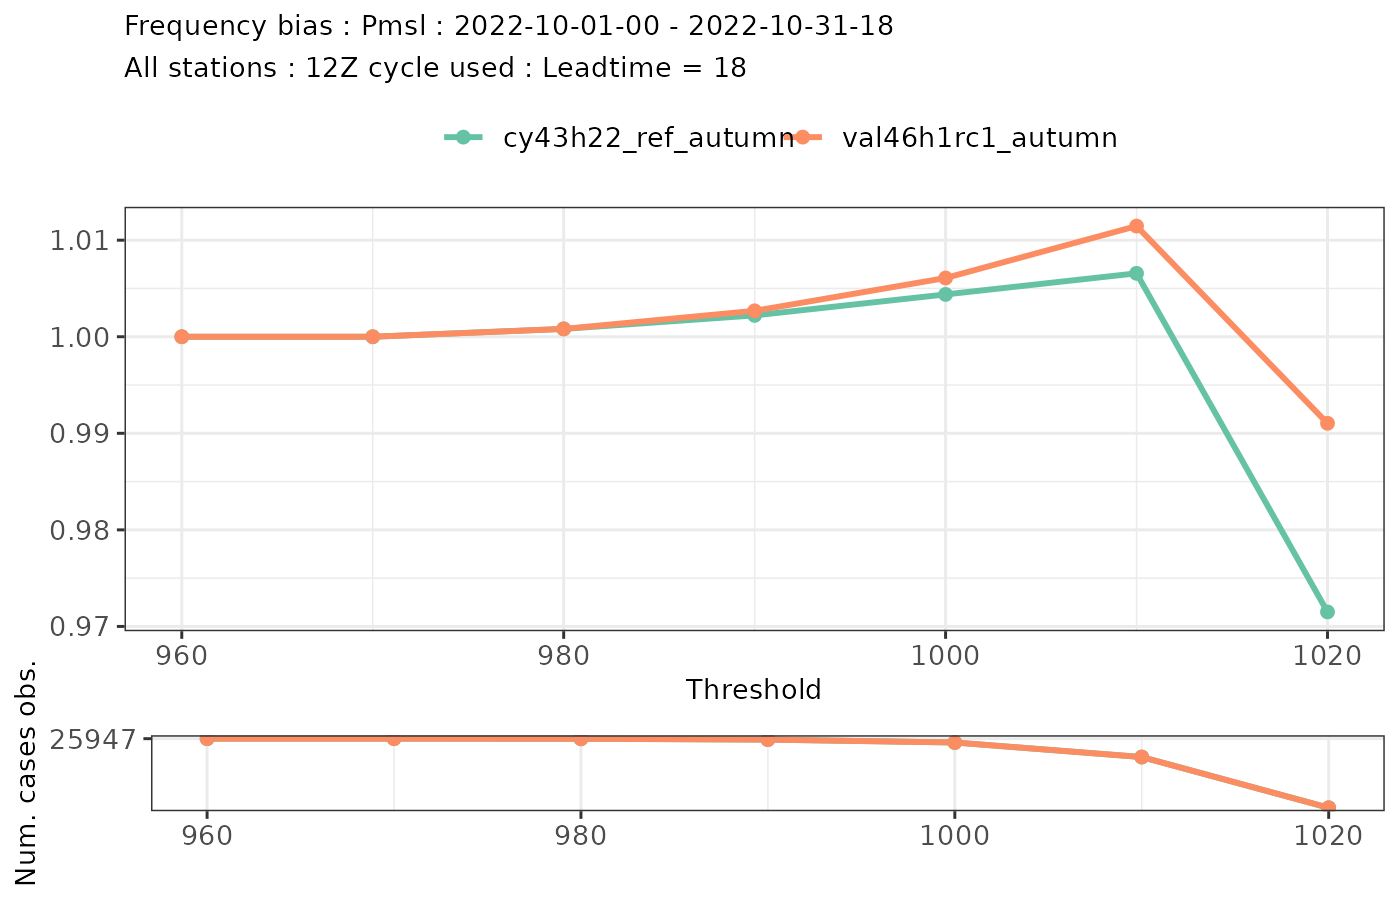 Frequency bias : Pmsl : 2022-10-01-00 - 2022-10-31-18
All stations : 12Z cycle used : Leadtime = 18
cy43h22_ref_autumn val46h1rc1_autumn
1.01
1.00
0.99
0.98
0.97
960 980 1000 1020
Threshold
Num. cases obs.
25947
960 980 1000 1020